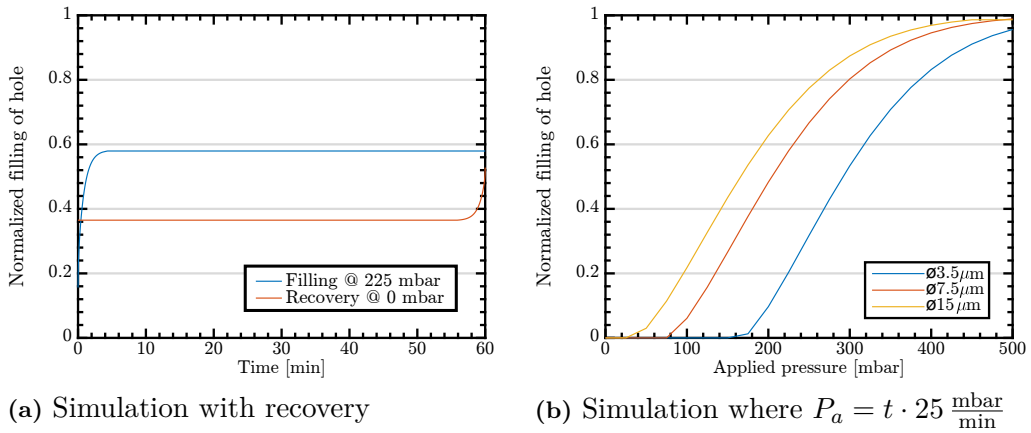 1
0.8
0.6
0.4
0.2
0
Normalized filling of hole
Filling @ 225 mbar
Recovery @ 0 mbar
0 10 20 30 40 50 60
Time [min]
(a) Simulation with recovery
1
0.8
0.6
0.4
0.2
0
Normalized filling of hole
ø3.5μm
ø7.5μm
ø15μm
0 100 200 300 400 500
Applied pressure [mbar]
(b) Simulation where P_a = t · 25 mbar/min